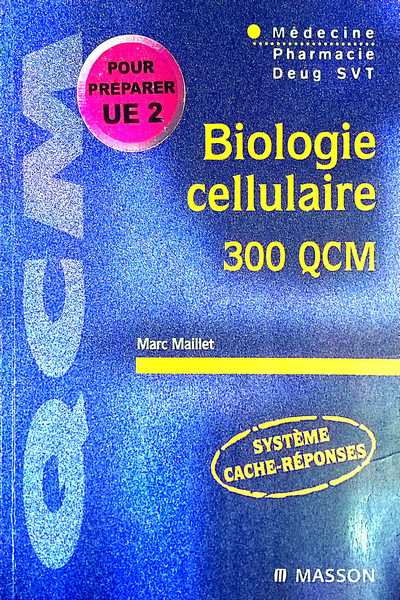 Médecine
Pharmacie
Deug SVT
POUR
PRÉPARER
UE 2
QCM
Biologie
cellulaire
300 QCM
Marc Maillet
SYSTÈME
CACHE-RÉPONSES
MASSON